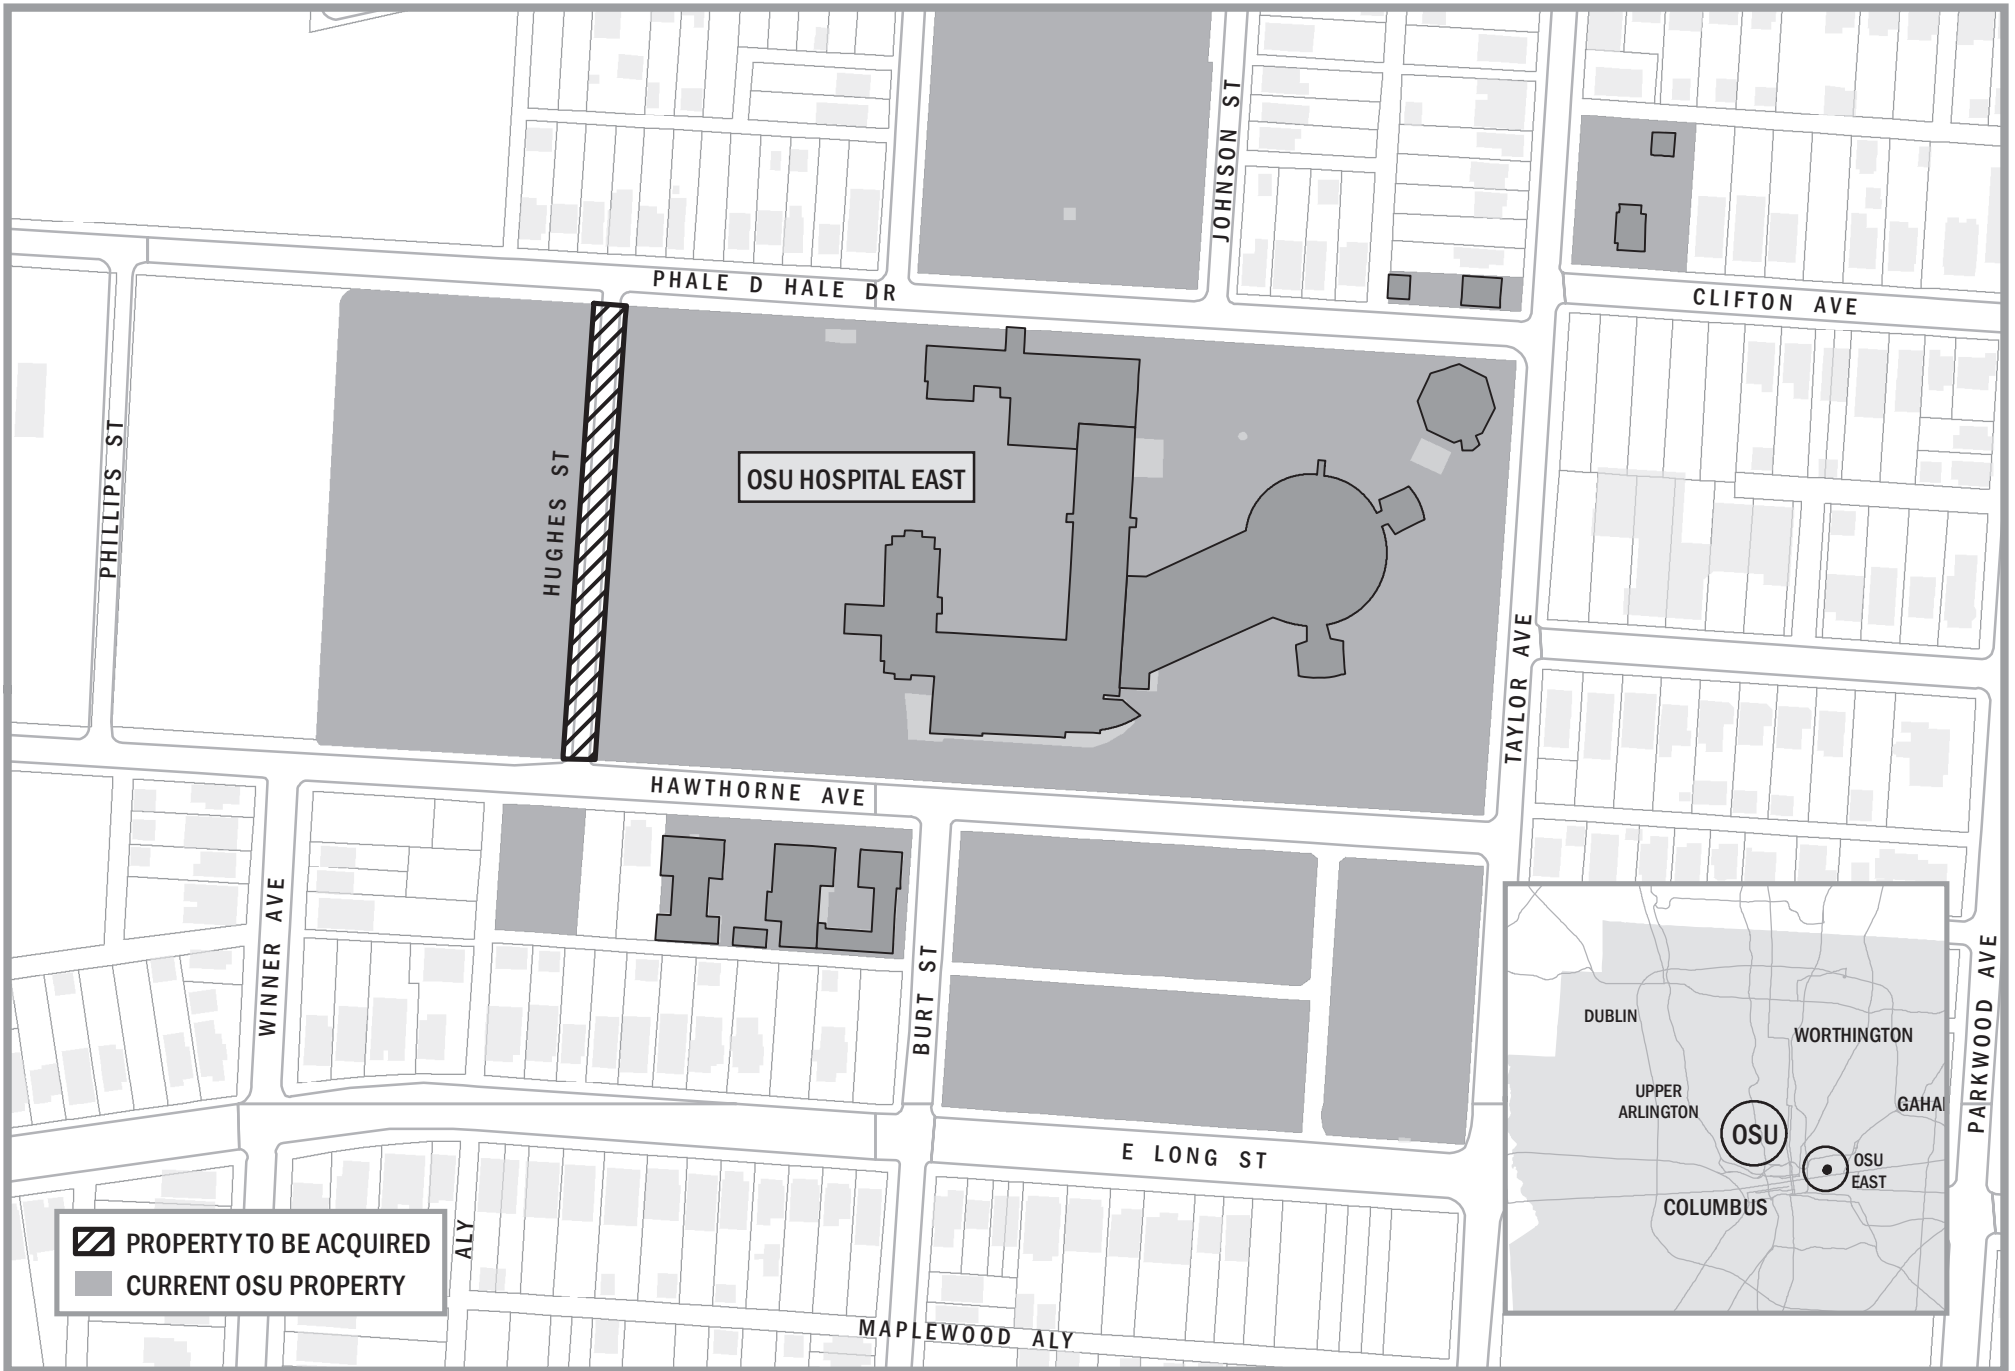 JOHNSON ST
PHALE D HALE DR
CLIFTON AVE
PHILLIPS ST
HUGHES ST
OSU HOSPITAL EAST
TAYLOR AVE
HAWTHORNE AVE
WINNER AVE
BURT ST
PARKWOOD AVE
E LONG ST
ALY
MAPLEWOOD ALY
PROPERTY TO BE ACQUIRED
CURRENT OSU PROPERTY
DUBLIN
WORTHINGTON
UPPER
ARLINGTON
GAHA
OSU
OSU
EAST
COLUMBUS